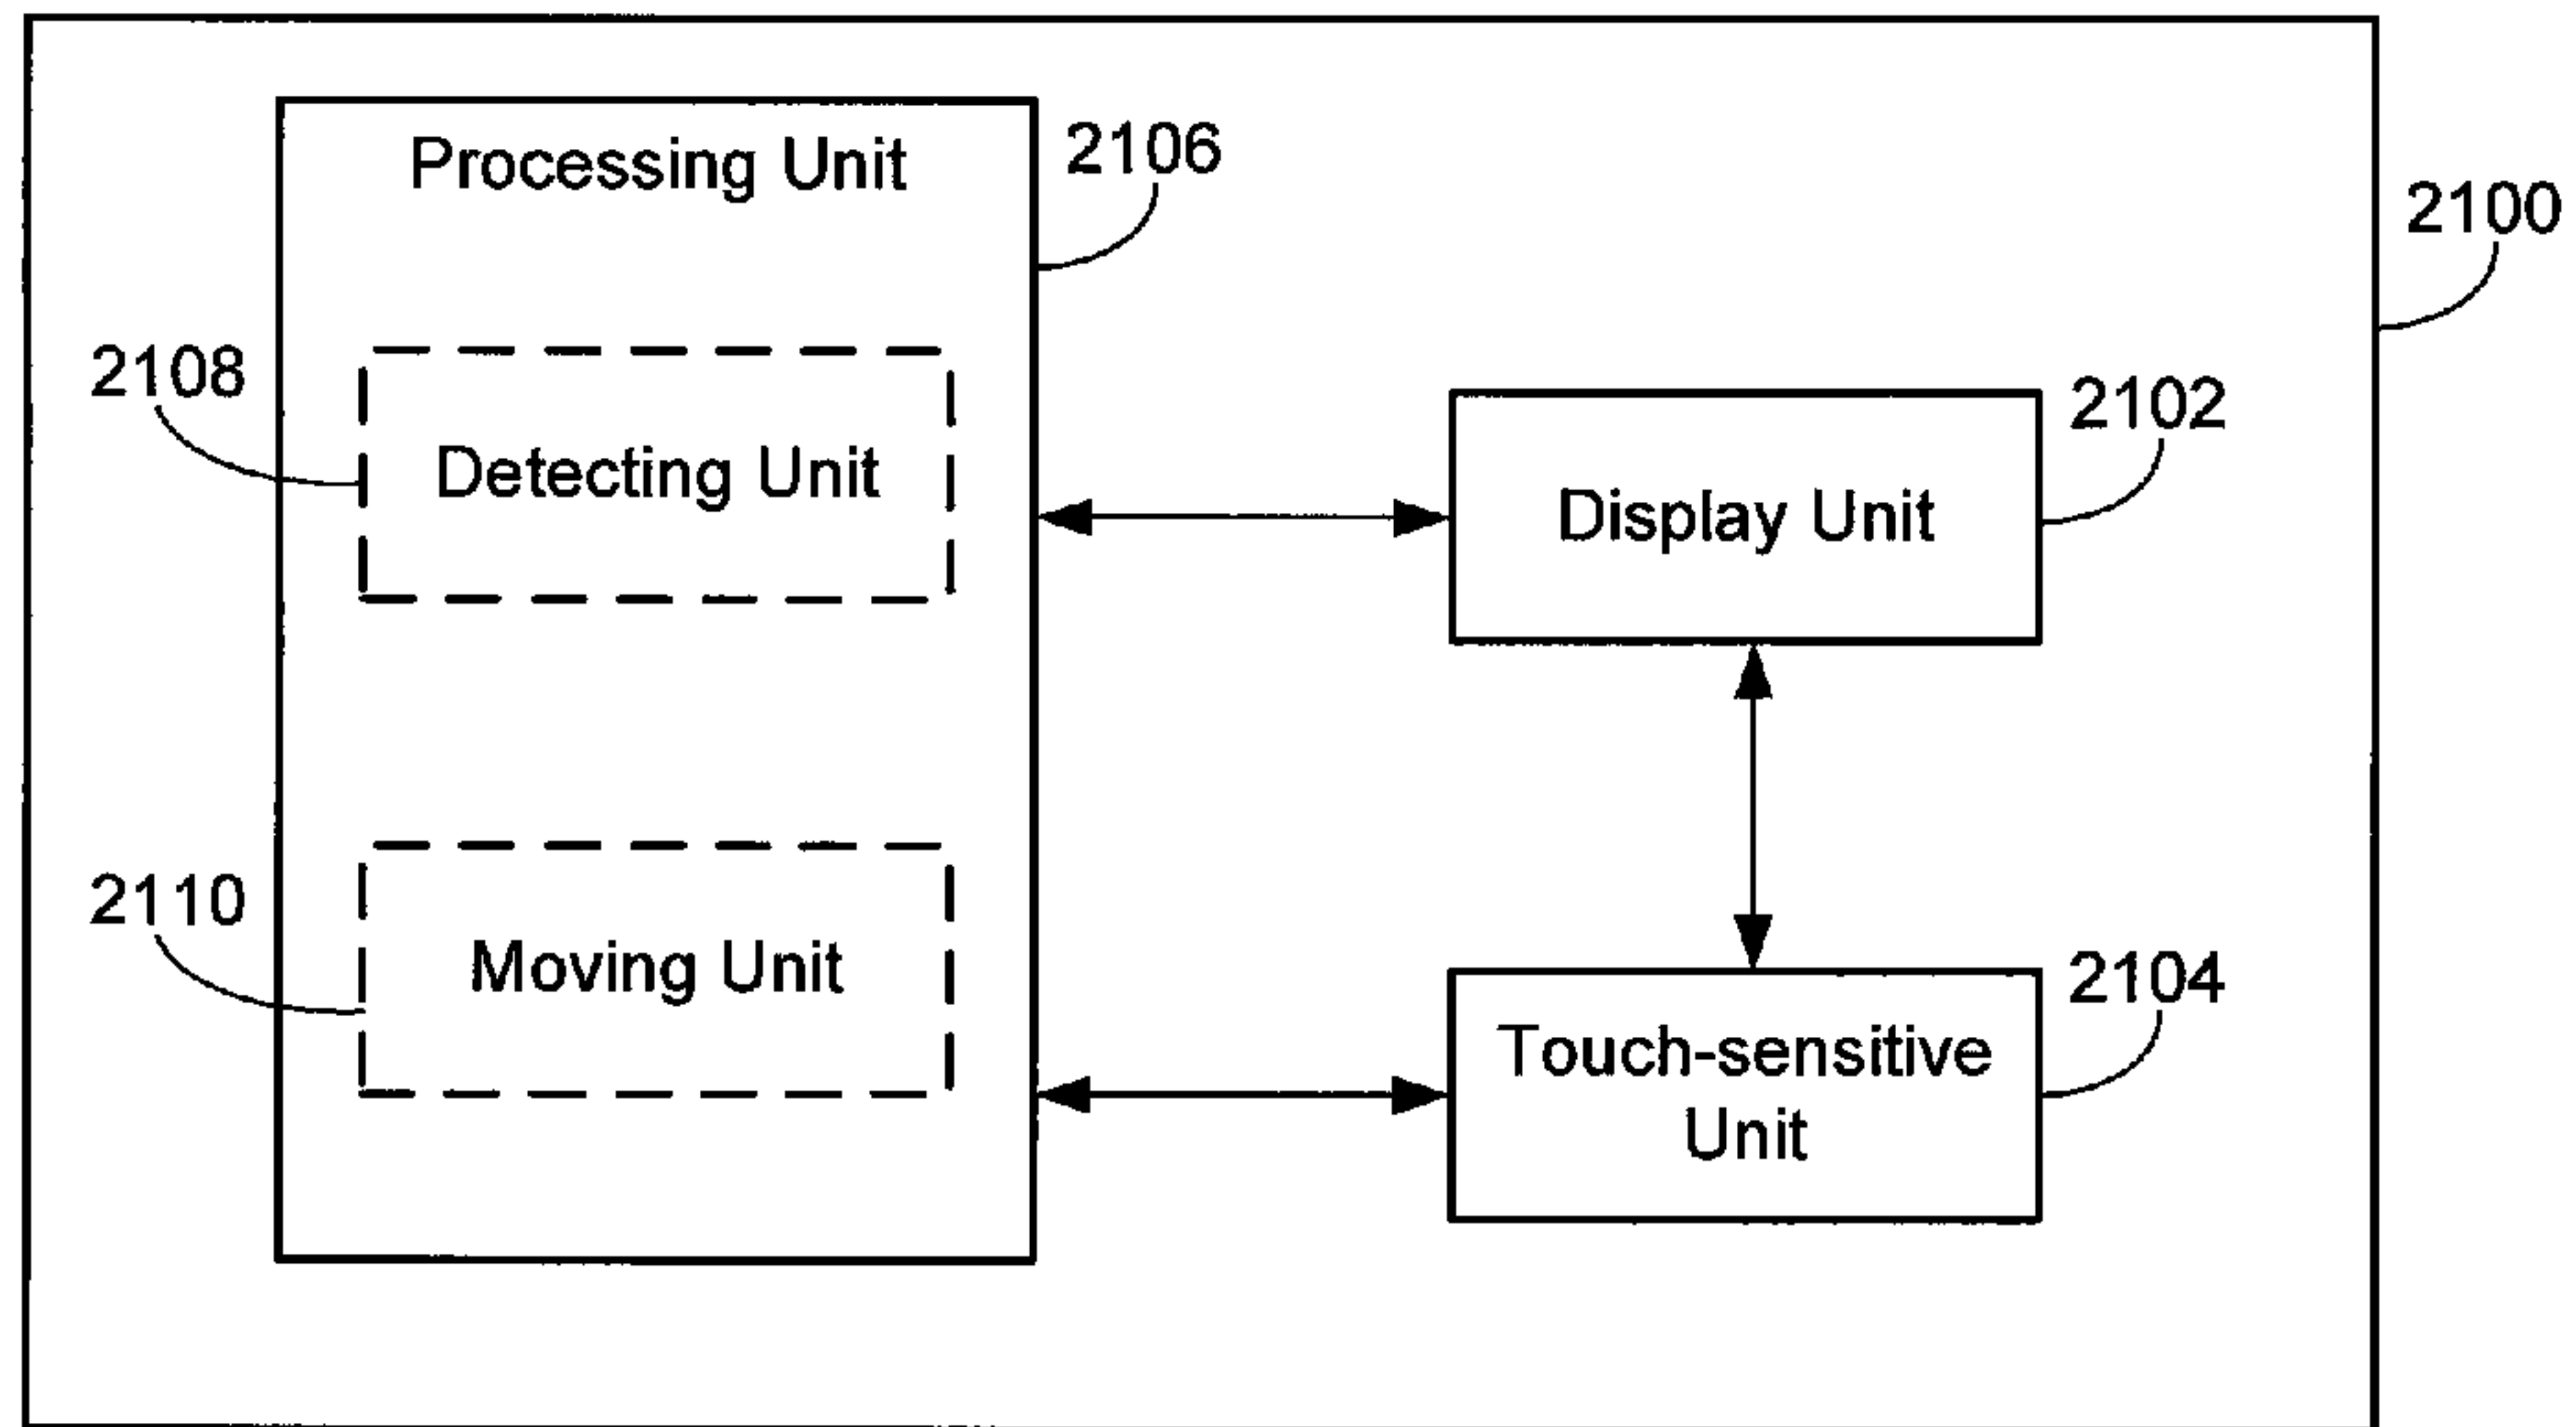 Processing Unit
2106
2100
2108
Detecting Unit
2102
Display Unit
2110
Moving Unit
2104
Touch-sensitive
Unit